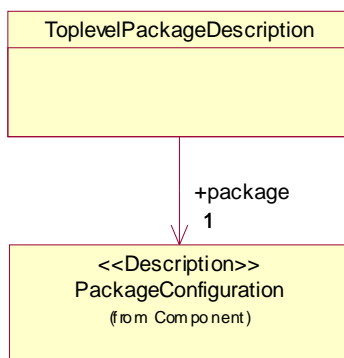 ToplevelPackageDescription
+package
1
<<Description>>
PackageConfiguration
(from Component)